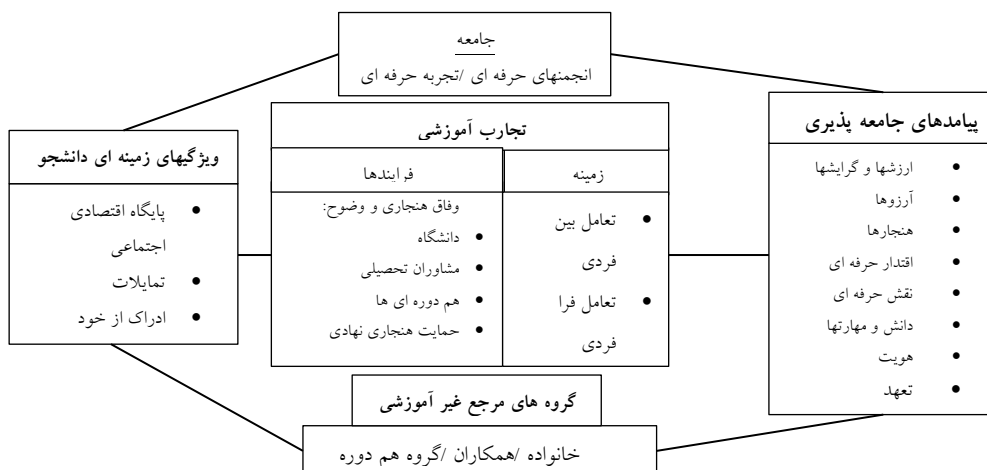 جامعه
انجمنهای حرفه ای /تجربه حرفه ای
پیامدهای جامعه پذیری
• ارزشها و گرایشها
• آرزوها
• هنجارها
• اقتدار حرفه ای
• نقش حرفه ای
• دانش و مهارتها
• هویت
• تعهد
تجارب آموزشی
زمینه
• تعامل بین
فردی
• تعامل فرا
فردی
فرایندها
وفاق هنجاری و وضوح:
• دانشگاه
• مشاوران تحصیلی
• هم دوره ای ها
• حمایت هنجاری نهادی
ویژگیهای زمینه ای دانشجو
• پایگاه اقتصادی
اجتماعی
• تمایلات
• ادراک از خود
گروه های مرجع غیر آموزشی
خانواده /همکاران /گروه هم دوره